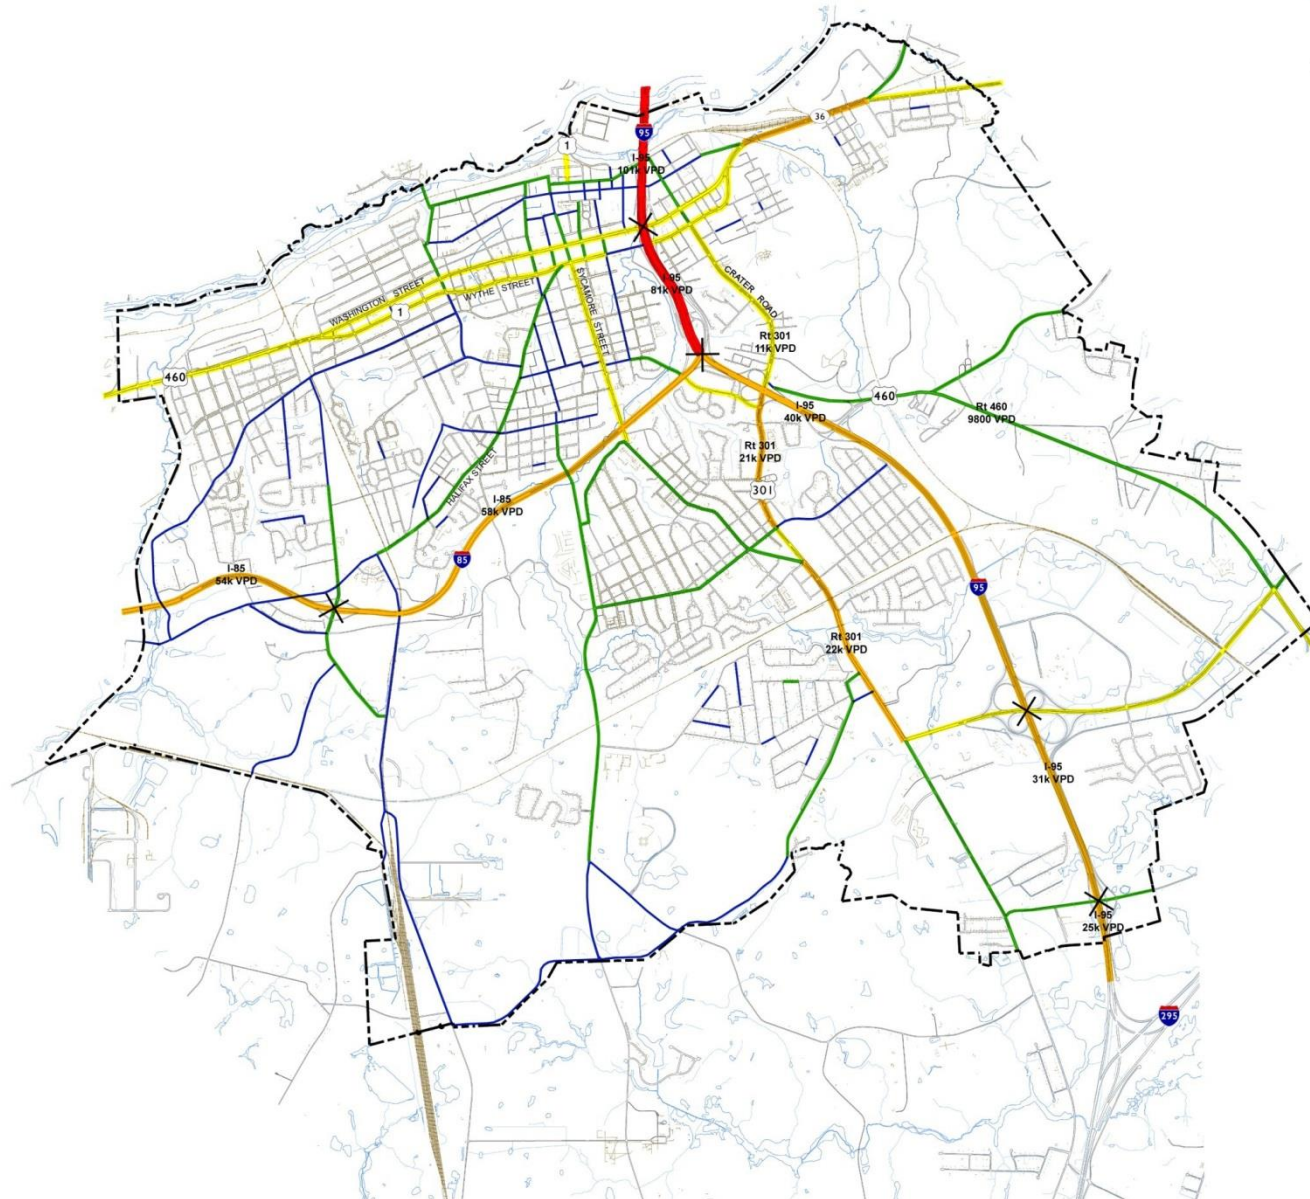 36
95
1
I-95
101k VPD
CRATER ROAD
I-95
81k VPD
SYCAMORE STREET
WASHINGTON STREET
WYTHE STREET
1
Rt 301
11k VPD
460
460
I-95
40k VPD
Rt 460
9800 VPD
Rt 301
21k VPD
HALIFAX STREET
301
I-85
58k VPD
85
I-85
54k VPD
95
Rt 301
22k VPD
I-95
31k VPD
I-95
25k VPD
295